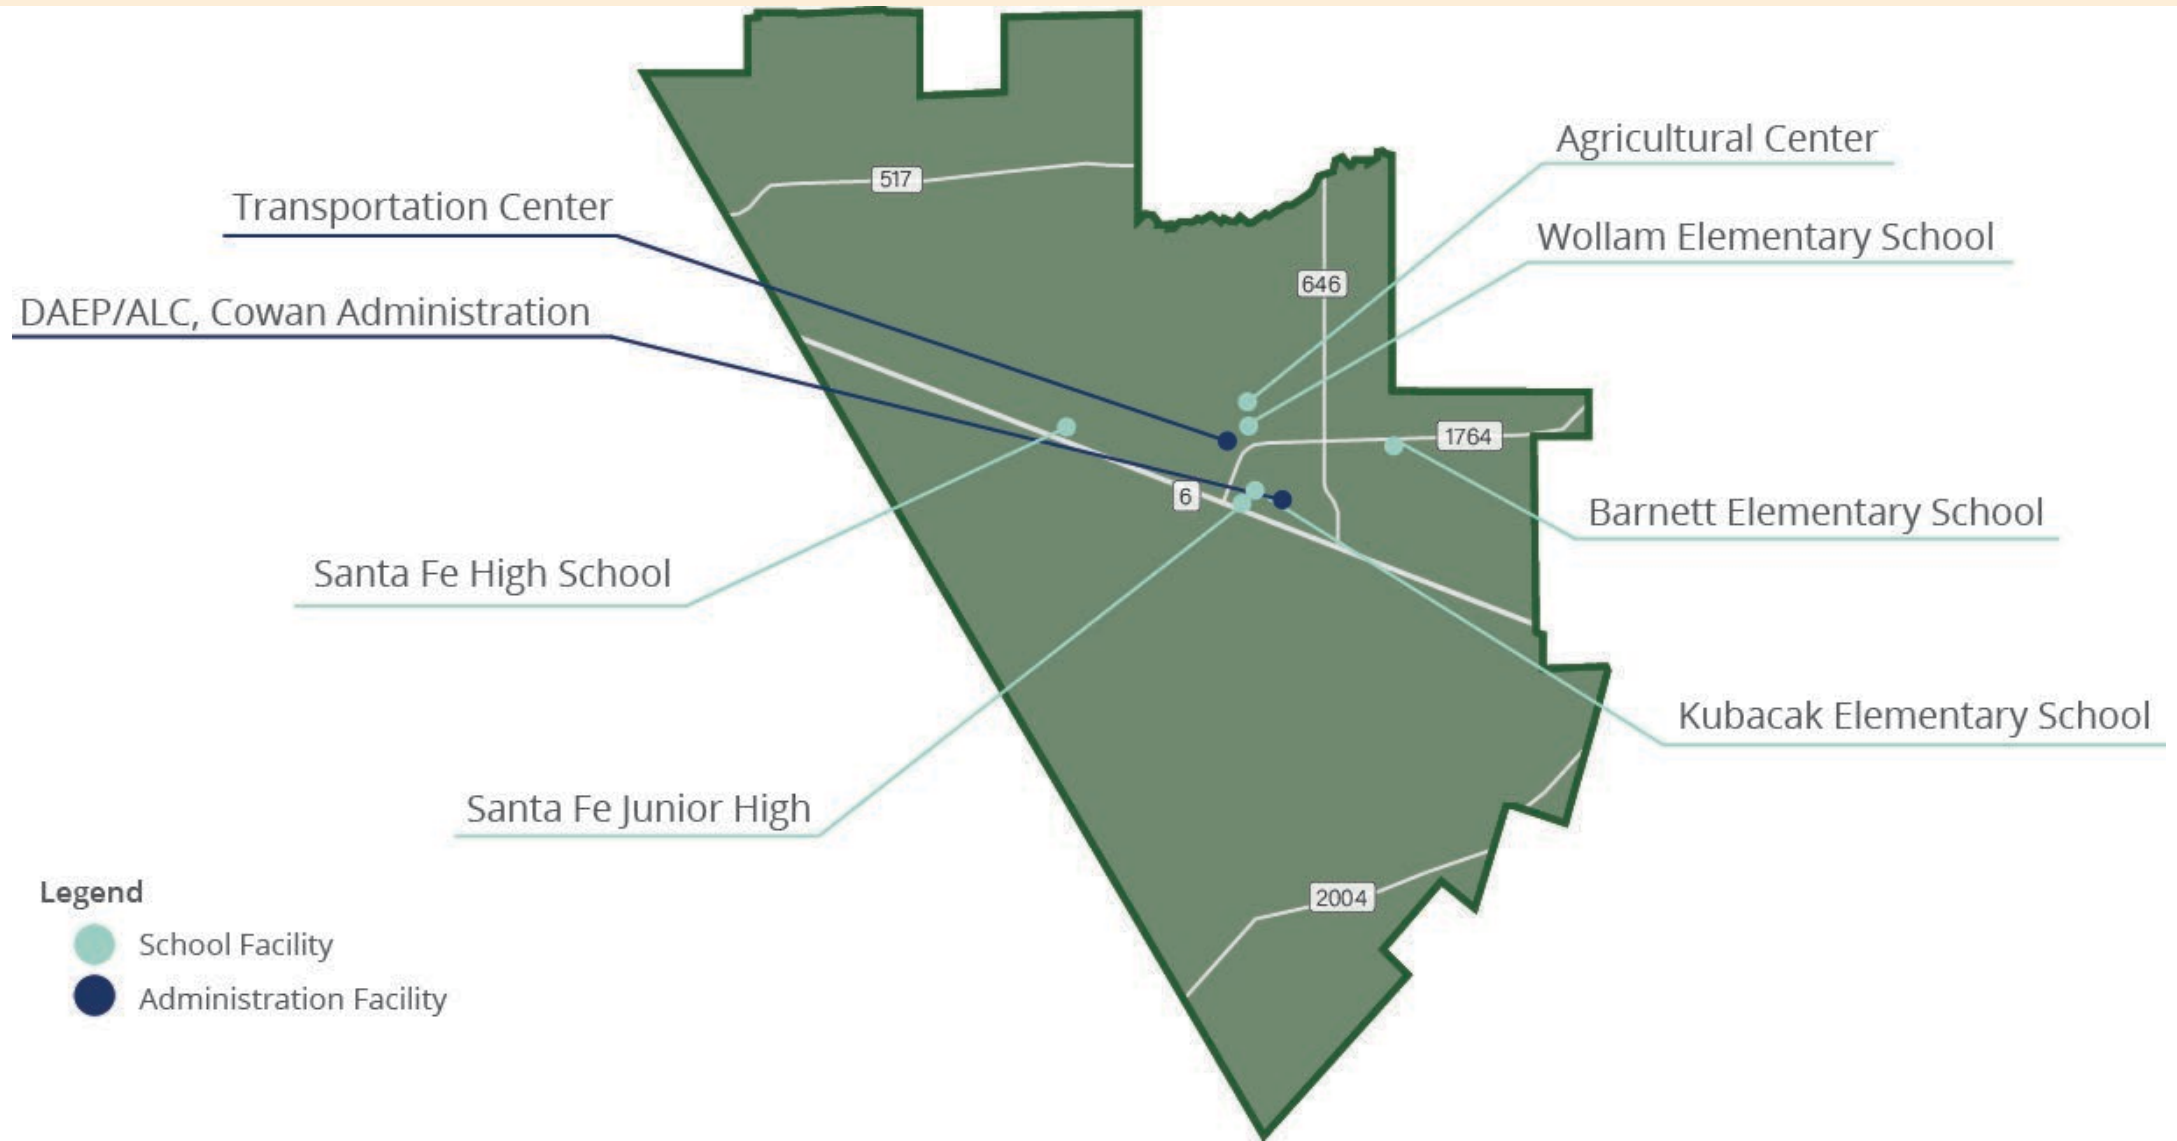 Agricultural Center
517
Transportation Center
Wollam Elementary School
646
DAEP/ALC, Cowan Administration
1764
6
Barnett Elementary School
Santa Fe High School
Kubacak Elementary School
Santa Fe Junior High
Legend
2004
School Facility
Administration Facility